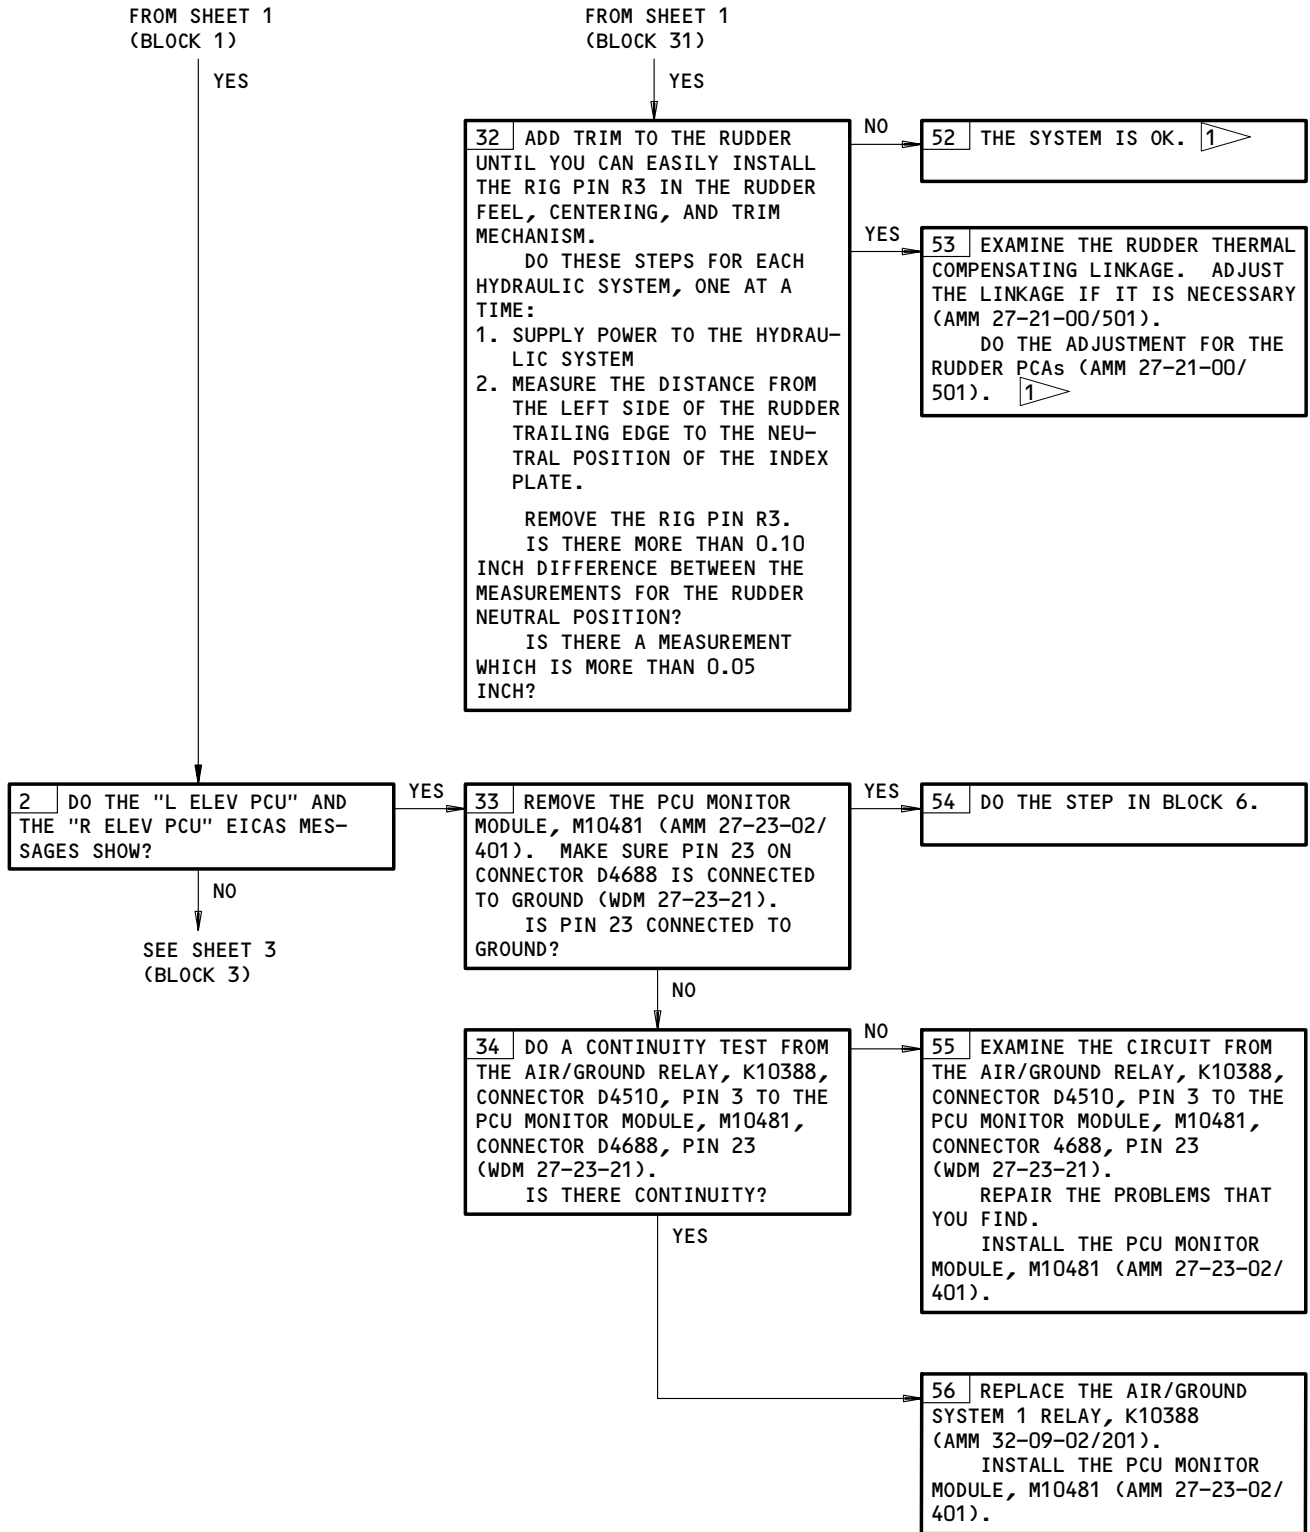 FROM SHEET 1
(BLOCK 1)
YES
FROM SHEET 1
(BLOCK 31)
YES
32 ADD TRIM TO THE RUDDER
UNTIL YOU CAN EASILY INSTALL
THE RIG PIN R3 IN THE RUDDER
FEEL, CENTERING, AND TRIM
MECHANISM.
DO THESE STEPS FOR EACH
HYDRAULIC SYSTEM, ONE AT A
TIME:
1. SUPPLY POWER TO THE HYDRAU-
LIC SYSTEM
2. MEASURE THE DISTANCE FROM
THE LEFT SIDE OF THE RUDDER
TRAILING EDGE TO THE NEU-
TRAL POSITION OF THE INDEX
PLATE.
REMOVE THE RIG PIN R3.
IS THERE MORE THAN 0.10
INCH DIFFERENCE BETWEEN THE
MEASUREMENTS FOR THE RUDDER
NEUTRAL POSITION?
IS THERE A MEASUREMENT
WHICH IS MORE THAN 0.05
INCH?
NO
52 THE SYSTEM IS OK. 1
YES
53 EXAMINE THE RUDDER THERMAL
COMPENSATING LINKAGE. ADJUST
THE LINKAGE IF IT IS NECESSARY
(AMM 27-21-00/501).
DO THE ADJUSTMENT FOR THE
RUDDER PCAs (AMM 27-21-00/
501). 1
2 DO THE "L ELEV PCU" AND
THE "R ELEV PCU" EICAS MES-
SAGES SHOW?
NO
SEE SHEET 3
(BLOCK 3)
YES
33 REMOVE THE PCU MONITOR
MODULE, M10481 (AMM 27-23-02/
401). MAKE SURE PIN 23 ON
CONNECTOR D4688 IS CONNECTED
TO GROUND (WDM 27-23-21).
IS PIN 23 CONNECTED TO
GROUND?
YES
54 DO THE STEP IN BLOCK 6.
NO
34 DO A CONTINUITY TEST FROM
THE AIR/GROUND RELAY, K10388,
CONNECTOR D4510, PIN 3 TO THE
PCU MONITOR MODULE, M10481,
CONNECTOR D4688, PIN 23
(WDM 27-23-21).
IS THERE CONTINUITY?
NO
55 EXAMINE THE CIRCUIT FROM
THE AIR/GROUND RELAY, K10388,
CONNECTOR D4510, PIN 3 TO THE
PCU MONITOR MODULE, M10481,
CONNECTOR 4688, PIN 23
(WDM 27-23-21).
REPAIR THE PROBLEMS THAT
YOU FIND.
INSTALL THE PCU MONITOR
MODULE, M10481 (AMM 27-23-02/
401).
YES
56 REPLACE THE AIR/GROUND
SYSTEM 1 RELAY, K10388
(AMM 32-09-02/201).
INSTALL THE PCU MONITOR
MODULE, M10481 (AMM 27-23-02/
401).